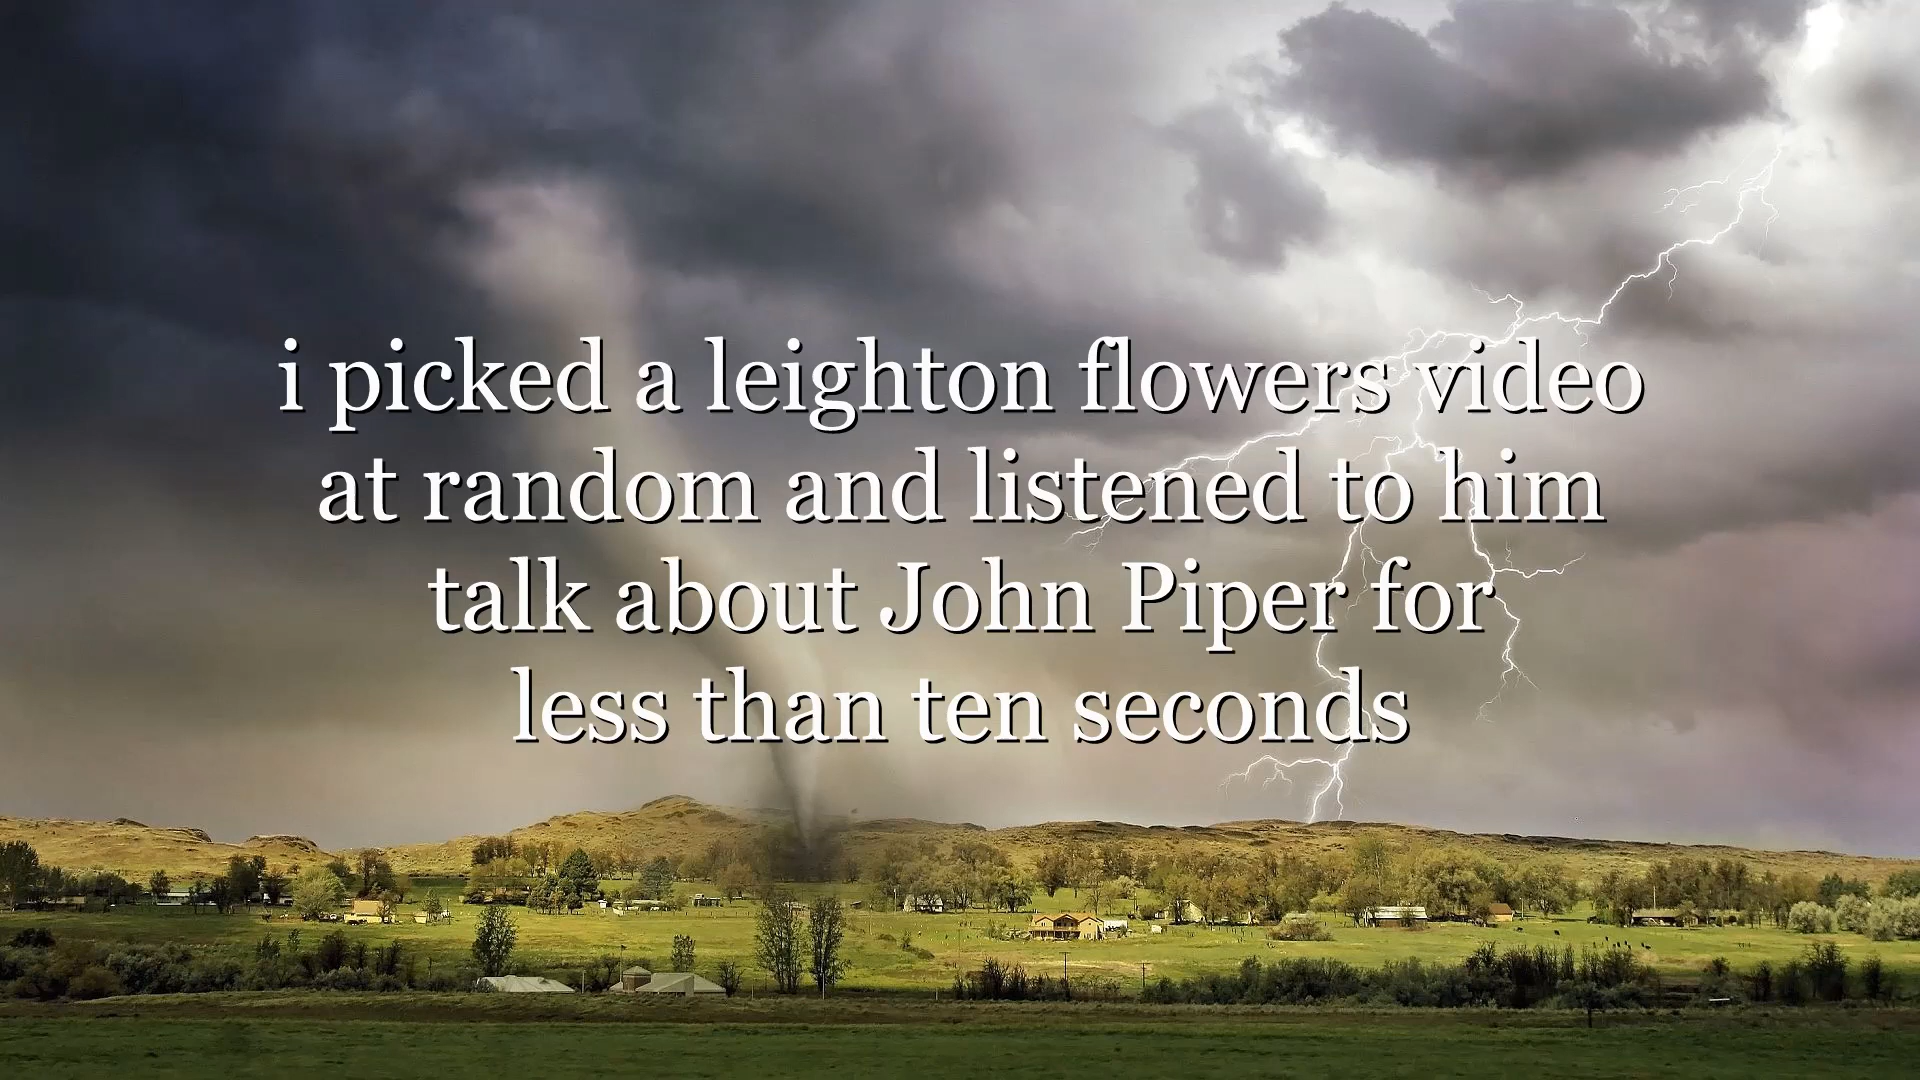 i picked a leighton flowers video
at random and listened to him
talk about John Piper for
less than ten seconds